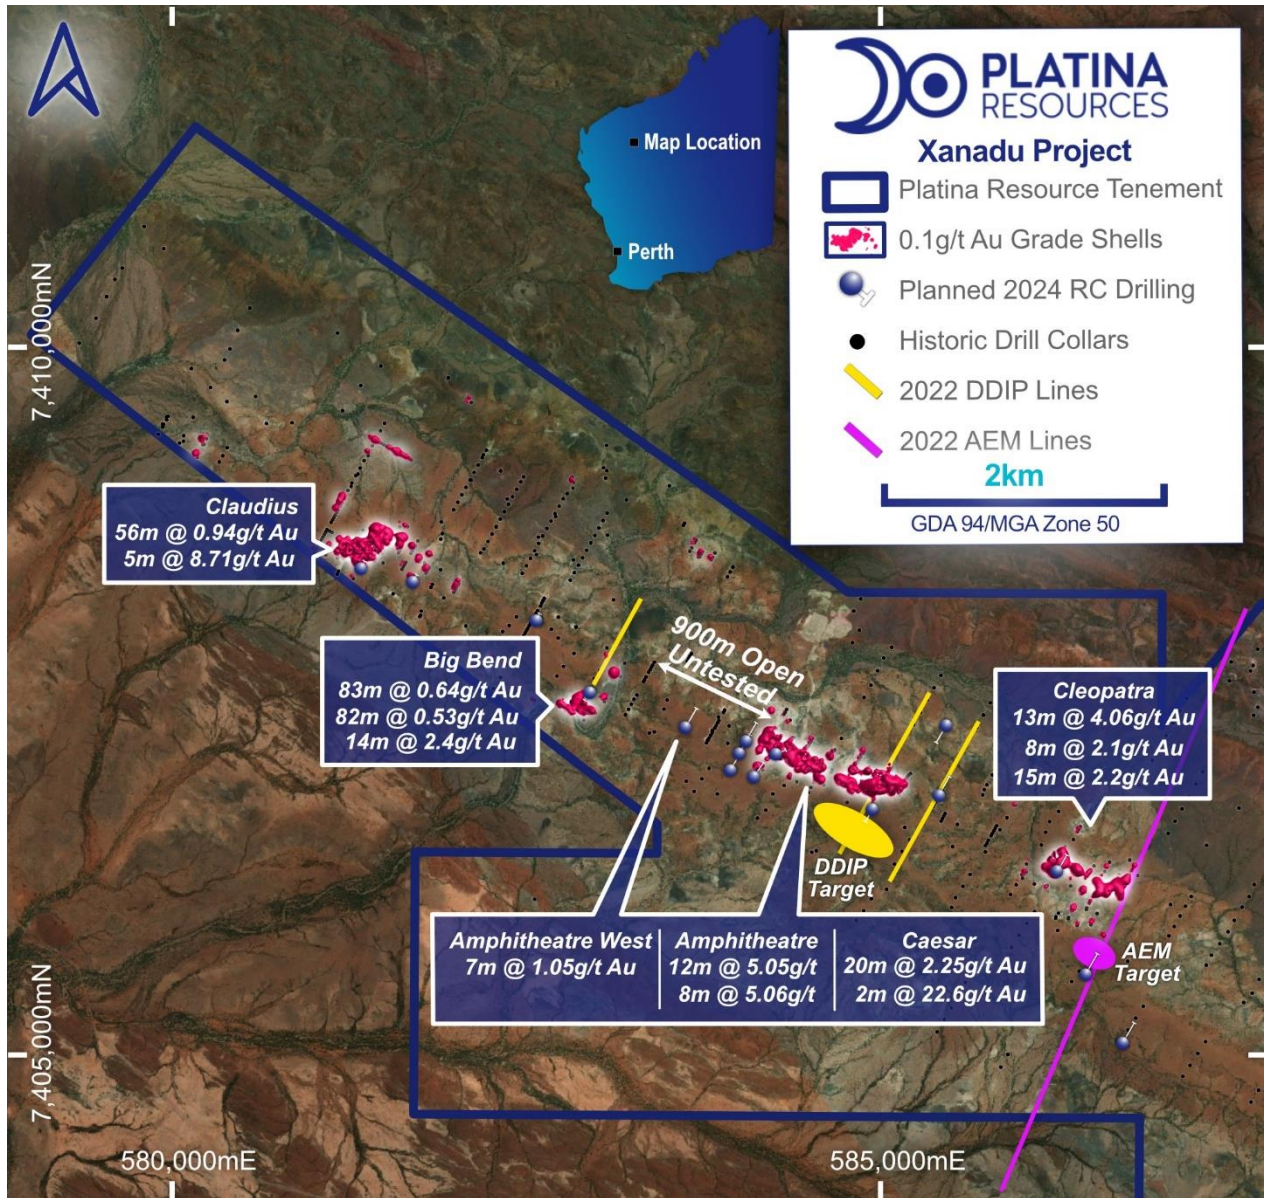 PLATINA
RESOURCES
Xanadu Project
Platina Resource Tenement
0.1g/t Au Grade Shells
Planned 2024 RC Drilling
Historic Drill Collars
2022 DDIP Lines
2022 AEM Lines
2km
GDA 94/MGA Zone 50
Map Location
Perth
7,410,000mN
Claudius
56m @ 0.94g/t Au
5m @ 8.71g/t Au
Big Bend
83m @ 0.64g/t Au
82m @ 0.53g/t Au
14m @ 2.4g/t Au
900m Open
Untested
Cleopatra
13m @ 4.06g/t Au
8m @ 2.1g/t Au
15m @ 2.2g/t Au
DDIP
Target
Amphitheatre West
7m @ 1.05g/t Au
Amphitheatre
12m @ 5.05g/t
8m @ 5.06g/t
Caesar
20m @ 2.25g/t Au
2m @ 22.6g/t Au
AEM
Target
7,405,000mN
580,000mE
585,000mE